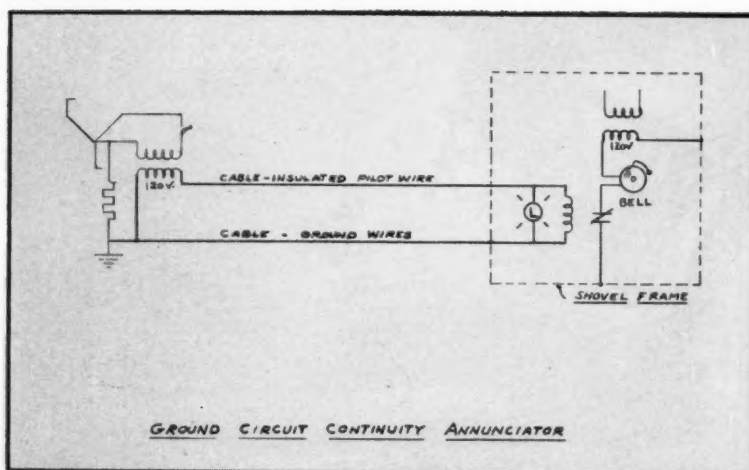 120V.
CABLE-INSULATED PILOT WIRE
CABLE - GROUND WIRES
L
120V
BELL
SHOVEL FRAME
GROUND CIRCUIT CONTINUITY ANNUNCIATOR